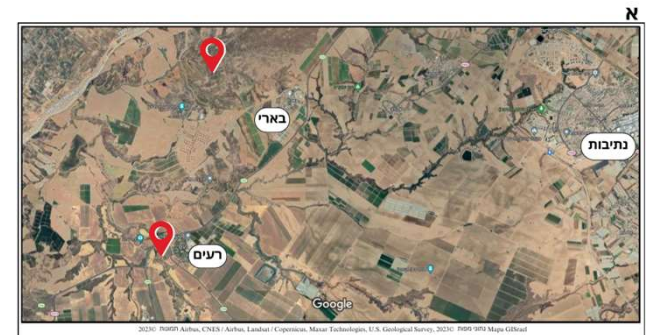 א
בארי
נתיבות
רעים
Google
2023© תמונות Airbus, CNES / Airbus, Landsat / Copernicus, Maxar Technologies, U.S. Geological Survey, 2023© נתוני מפות Mapa GISrael